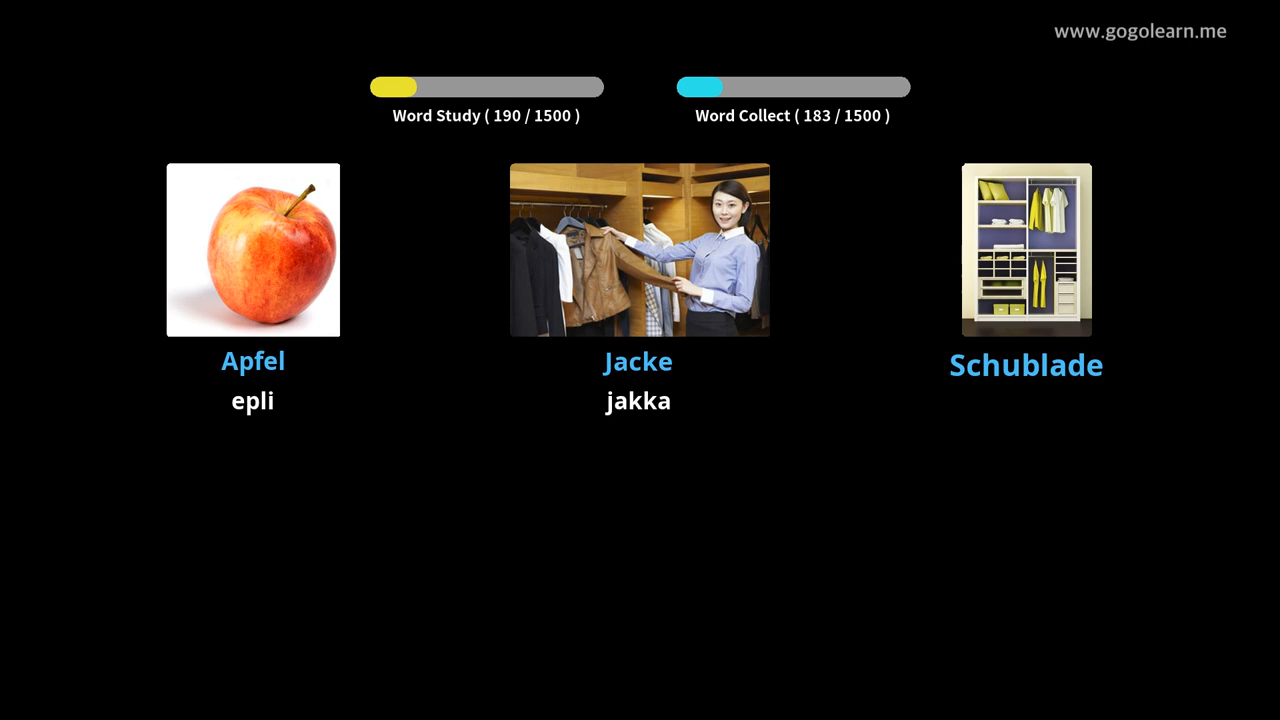 www.gogolearn.me
Word Study ( 190 / 1500 )
Word Collect ( 183 / 1500 )
Apfel
Jacke
Schublade
epli
jakka